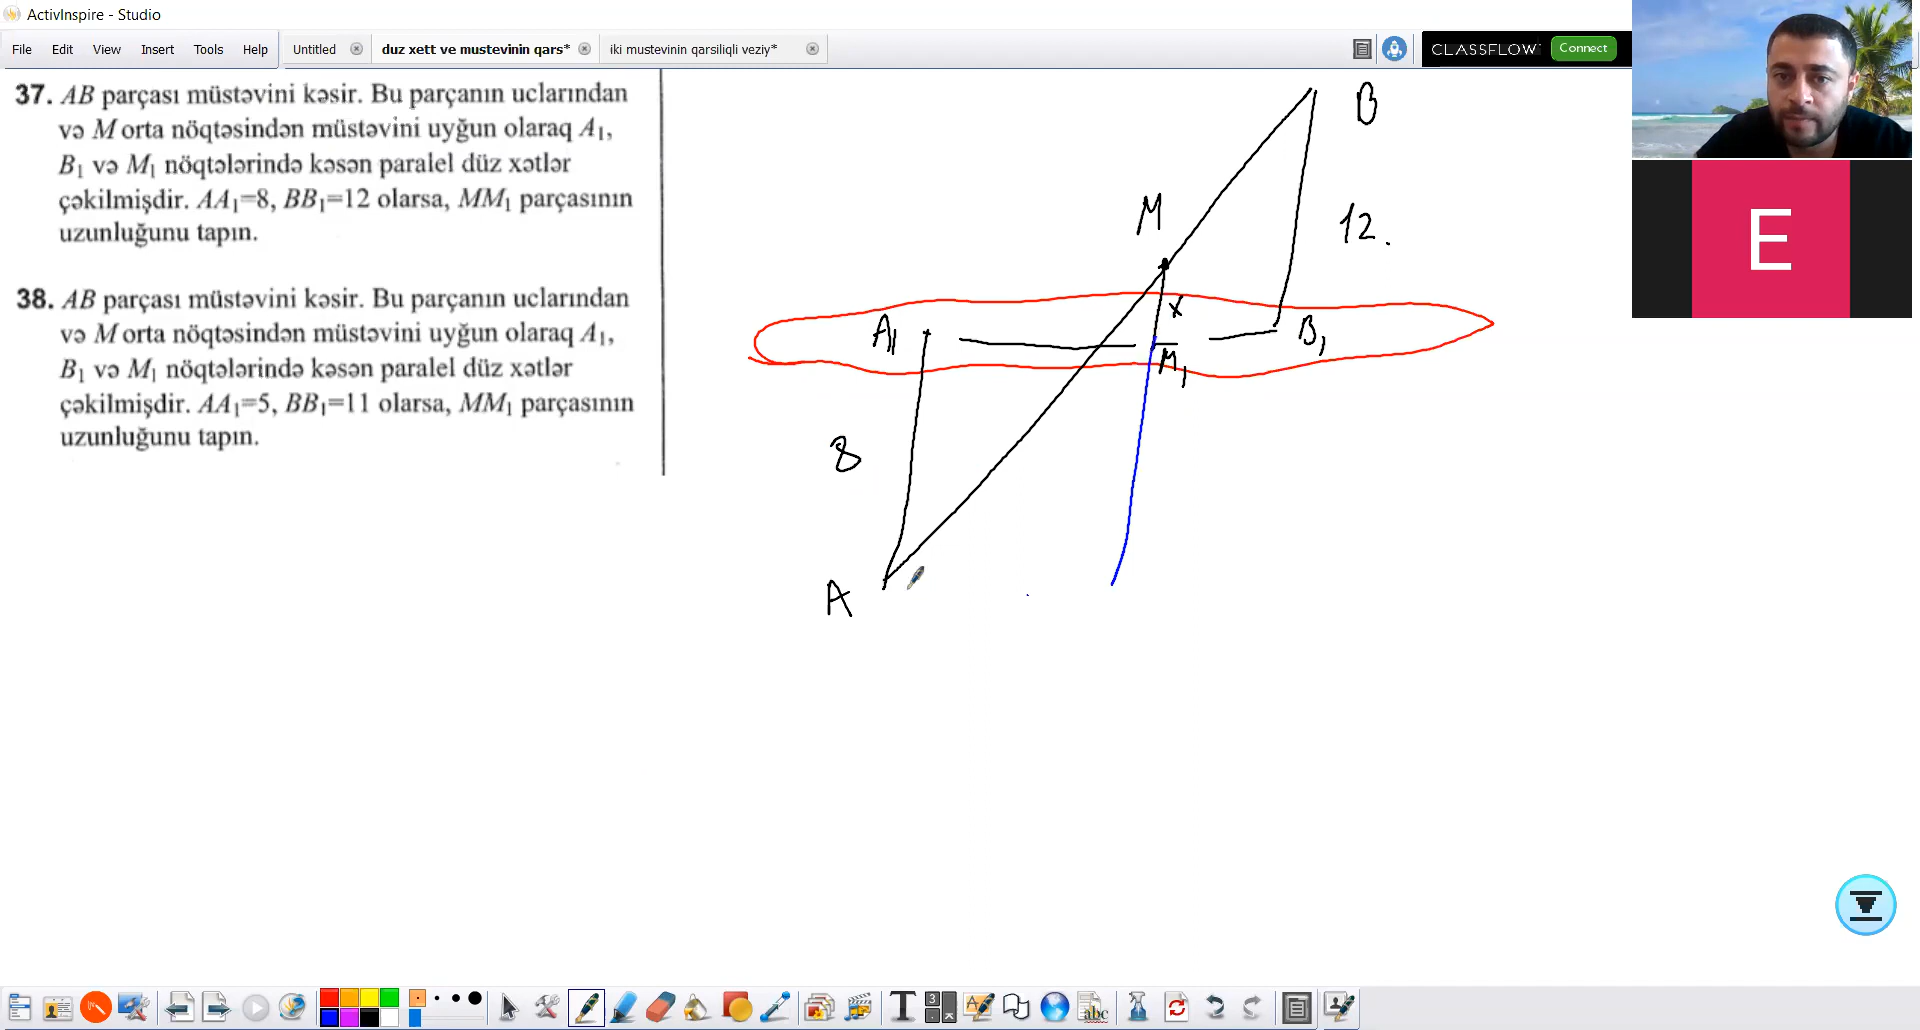 ActivInspire - Studio
File Edit View Insert Tools Help
Untitled
duz xett ve mustevinin qars*
iki mustevinin qarsiliqli veziy*
CLASSFLOW
Connect
37. AB parçası müstəvini kəsir. Bu parçanın uclarından
və M orta nöqtəsindən müstəvini uyğun olaraq A₁,
B₁ və M₁ nöqtələrində kəsən paralel düz xətlər
çəkilmişdir. AA₁=8, BB₁=12 olarsa, MM₁ parçasının
uzunluğunu tapın.
38. AB parçası müstəvini kəsir. Bu parçanın uclarından
və M orta nöqtəsindən müstəvini uyğun olaraq A₁,
B₁ və M₁ nöqtələrində kəsən paralel düz xətlər
çəkilmişdir. AA₁=5, BB₁=11 olarsa, MM₁ parçasının
uzunluğunu tapın.
B
M
12.
x
A₁
B₁
M₁
8
A
E
T
3
abc